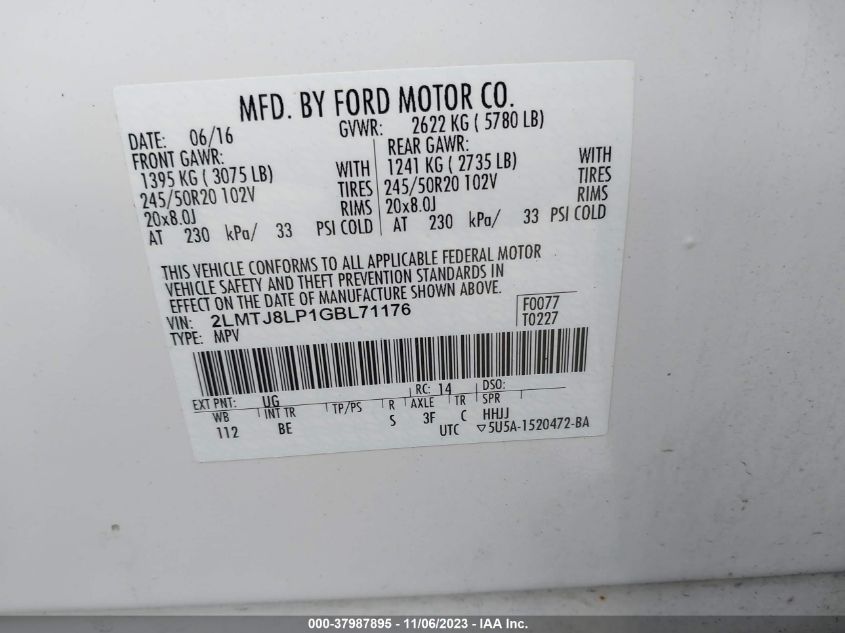 MFD. BY FORD MOTOR CO.
DATE: 06/16 GVWR: 2622 KG ( 5780 LB)
FRONT GAWR: REAR GAWR:
1395 KG ( 3075 LB) WITH 1241 KG ( 2735 LB) WITH
245/50R20 102V TIRES 245/50R20 102V TIRES
20x8.0J RIMS 20x8.0J RIMS
AT 230 kPa/ 33 PSI COLD AT 230 kPa/ 33 PSI COLD
THIS VEHICLE CONFORMS TO ALL APPLICABLE FEDERAL MOTOR
VEHICLE SAFETY AND THEFT PREVENTION STANDARDS IN
EFFECT ON THE DATE OF MANUFACTURE SHOWN ABOVE.
VIN: 2LMTJ8LP1GBL71176 F0077
TYPE: MPV T0227
EXT PNT: UG RC: 14 DSO:
WB INT TR TP/PS R AXLE TR SPR
112 BE S 3F C HHJJ
UTC ▽5U5A-1520472-BA
000-37987895 - 11/06/2023 - IAA Inc.